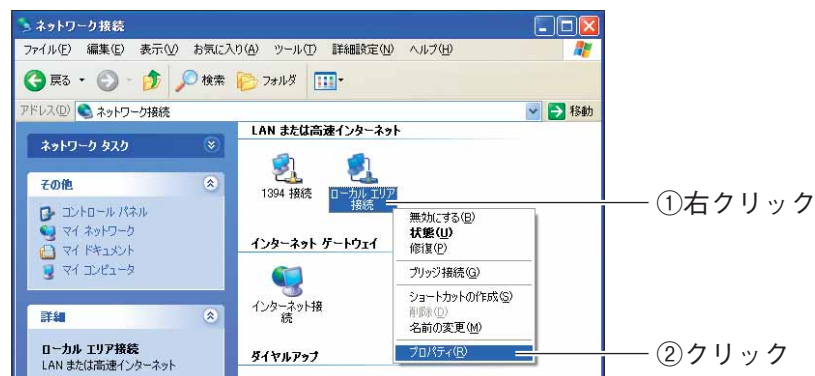 ネットワーク接続
ファイル(F) 編集(E) 表示(V) お気に入り(A) ツール(T) 詳細設定(N) ヘルプ(H)
戻る 検索 フォルダ
アドレス(D) ネットワーク接続 移動
ネットワーク タスク
その他
コントロール パネル
マイ ネットワーク
マイ ドキュメント
マイ コンピュータ
詳細
ローカル エリア接続
LAN または高速インターネット
LAN または高速インターネット
1394 接続
ローカル エリア
接続
インターネット ゲートウェイ
インターネット接
続
ダイヤルアップ
無効にする(B)
状態(U)
修復(P)
ブリッジ接続(G)
ショートカットの作成(S)
削除(D)
名前の変更(M)
プロパティ(R)
①右クリック
②クリック